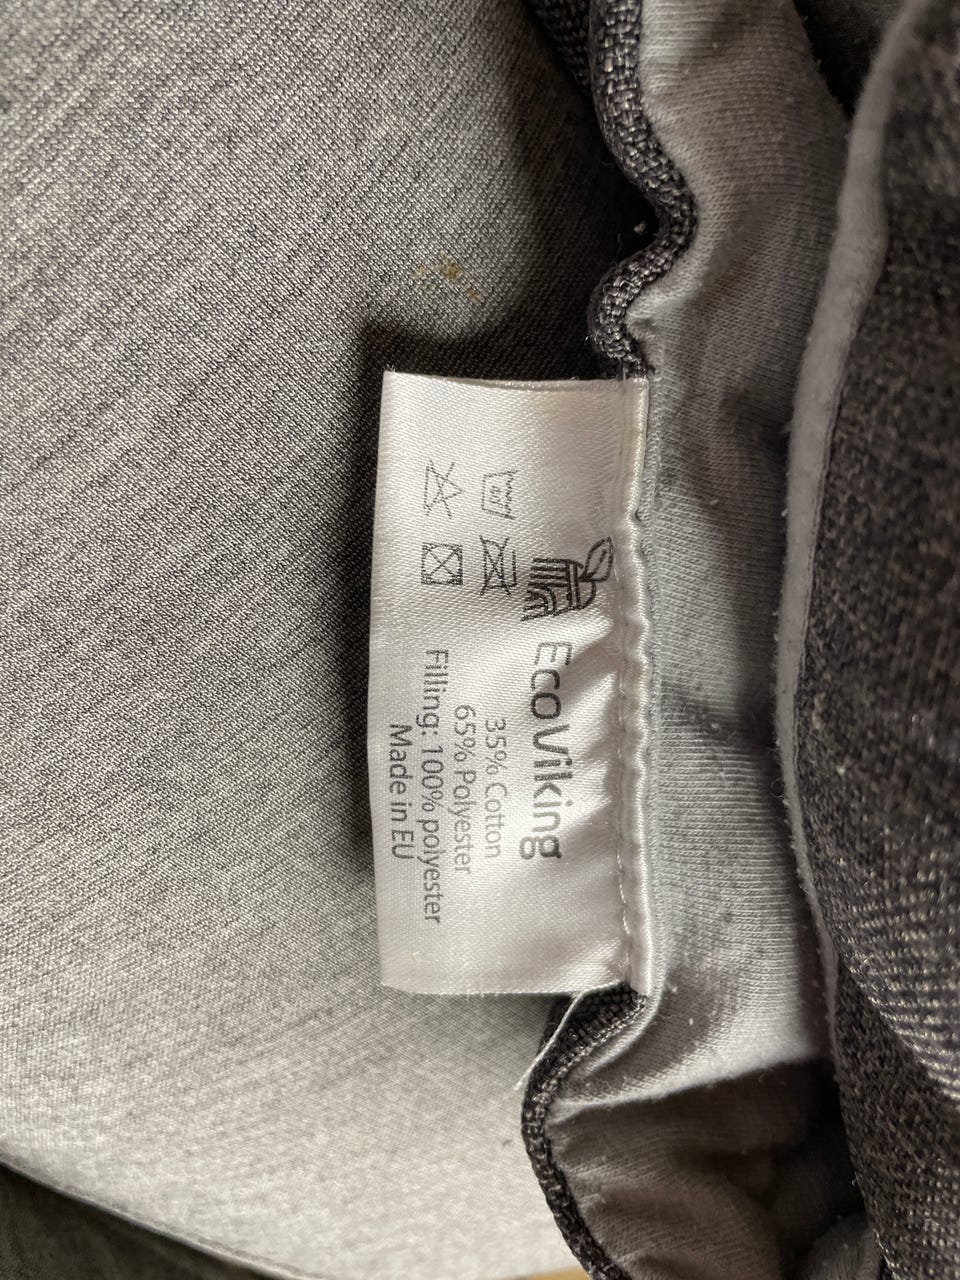 EcoViking
35% Cotton
65% Polyester
Filling: 100% polyester
Made in EU